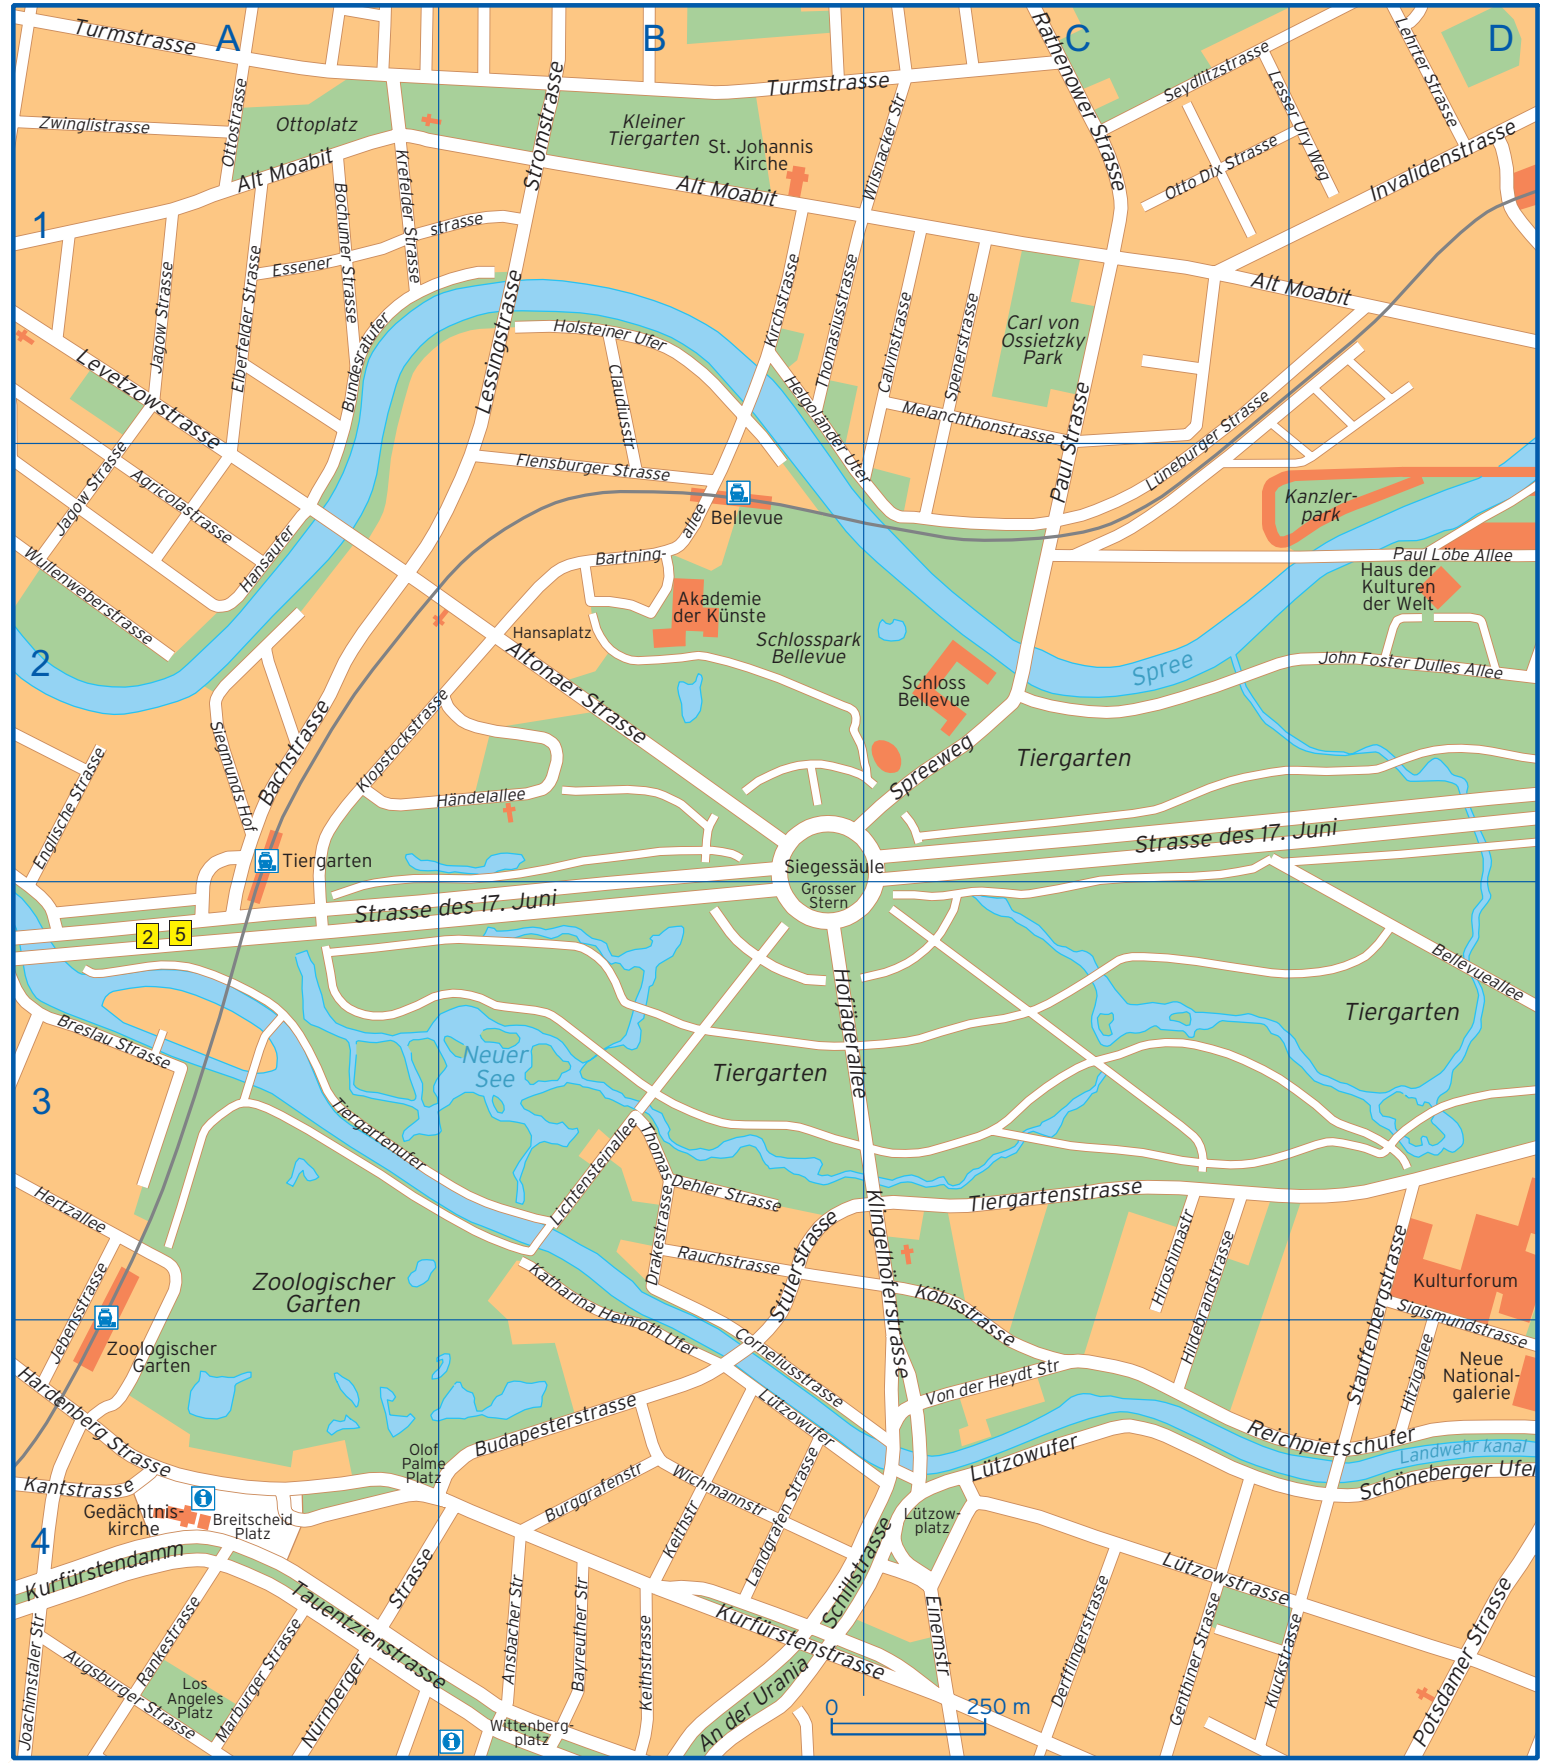 A
B
C
D
1
2
3
4
Turmstrasse
Turmstrasse
Rathenower Strasse
Seydlitzstrasse
Lesser Ury Weg
Lehrter Strasse
Zwinglistrasse
Ottostrasse
Ottoplatz
Stromstrasse
Kleiner
Tiergarten
St. Johannis
Kirche
Wilsnacker Str
Otto Dix Strasse
Invalidenstrasse
Alt Moabit
Alt Moabit
Alt Moabit
Krefelder Strasse
Bochumer Strasse
Essener
strasse
Elberfelder Strasse
Jagow Strasse
Bundesratufer
Lessingstrasse
Holsteiner Ufer
Claudiusstr
Kirchstrasse
Thomasiusstrasse
Calvinstrasse
Spenerstrasse
Carl von
Ossietzky
Park
Helgoländer Ufer
Melanchthonstrasse
Paul Strasse
Lüneburger Strasse
Levetzowstrasse
Jagow Strasse
Agricolastrasse
Hansaufer
Wullenweberstrasse
Flensburger Strasse
Bellevue
Bartning-
allee
Akademie
der Künste
Hansaplatz
Schlosspark
Bellevue
Schloss
Bellevue
Kanzler-
park
Paul Löbe Allee
Haus der
Kulturen
der Welt
Spree
John Foster Dulles Allee
Altonaer Strasse
Spreeweg
Tiergarten
Siegmunds Hof
Bachstrasse
Klopstockstrasse
Händelallee
Englische Strasse
Tiergarten
Strasse des 17. Juni
Siegessäule
Grosser
Stern
Strasse des 17. Juni
2
5
Bellevueallee
Tiergarten
Hofjägerallee
Neuer
See
Tiergarten
Breslau Strasse
Tiergartenufer
Lichtensteinallee
Thomas
Dehler Strasse
Drakestrasse
Rauchstrasse
Stülerstrasse
Klingelhöferstrasse
Tiergartenstrasse
Köbisstrasse
Hiroshimastr
Hildebrandstrasse
Stauffenbergstrasse
Kulturforum
Sigismundstrasse
Hitzigallee
Neue
National-
galerie
Hertzallee
Jebensstrasse
Zoologischer
Garten
Zoologischer
Garten
Katharina Heinroth Ufer
Corneliusstrasse
Lützowufer
Von der Heydt Str
Reichpietschufer
Landwehr kanal
Schöneberger Ufer
Lützowufer
Hardenberg Strasse
Kantstrasse
Budapesterstrasse
Olof
Palme
Platz
Burggrafenstr
Wichmannstr
Keithstr
Landgrafen Strasse
Gedächtnis-
kirche
Breitscheid
Platz
Lützow-
platz
Schillstrasse
Lützowstrasse
Kurfürstendamm
Tauentzienstrasse
Nürnberger
Strasse
Ansbacher Str
Bayreuther Str
Keithstrasse
Kurfürstenstrasse
Einemstr
Derfflingerstrasse
Genthiner Strasse
Kluckstrasse
Potsdamer Strasse
Joachimstaler Str
Augsburger Strasse
Rankestrasse
Los
Angeles
Platz
Marburger Strasse
Wittenberg-
platz
An der Urania
0
250 m